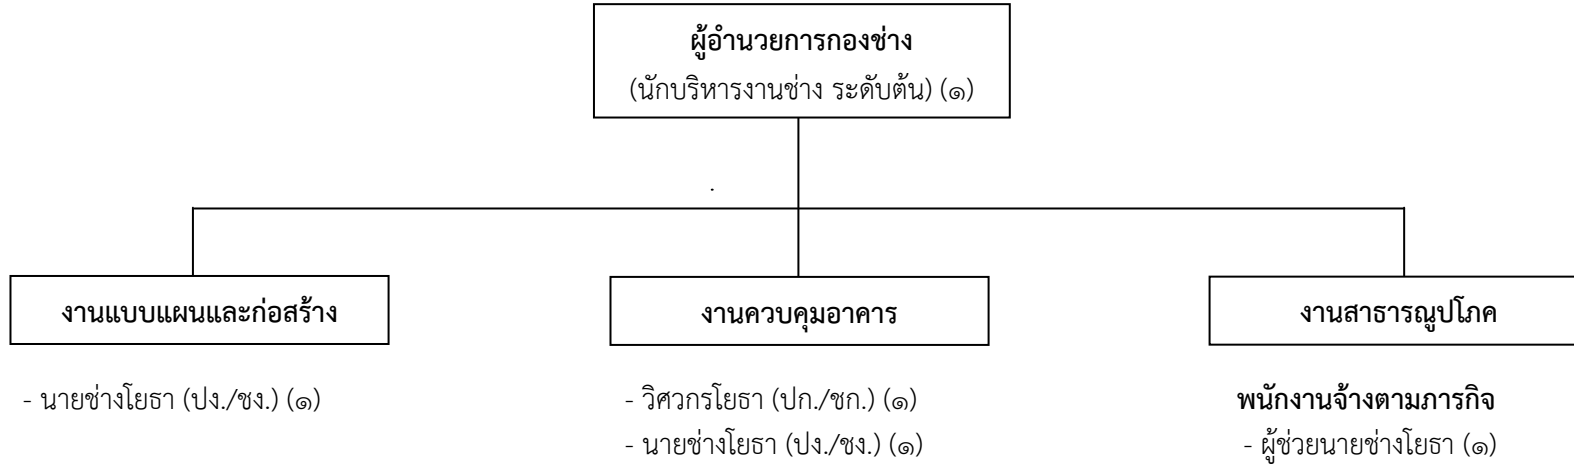 ผู้อำนวยการกองช่าง
(นักบริหารงานช่าง ระดับต้น) (๑)
งานแบบแผนและก่อสร้าง
- นายช่างโยธา (ปง./ชง.) (๑)
งานควบคุมอาคาร
- วิศวกรโยธา (ปก./ชก.) (๑)
- นายช่างโยธา (ปง./ชง.) (๑)
งานสาธารณูปโภค
พนักงานจ้างตามภารกิจ
- ผู้ช่วยนายช่างโยธา (๑)